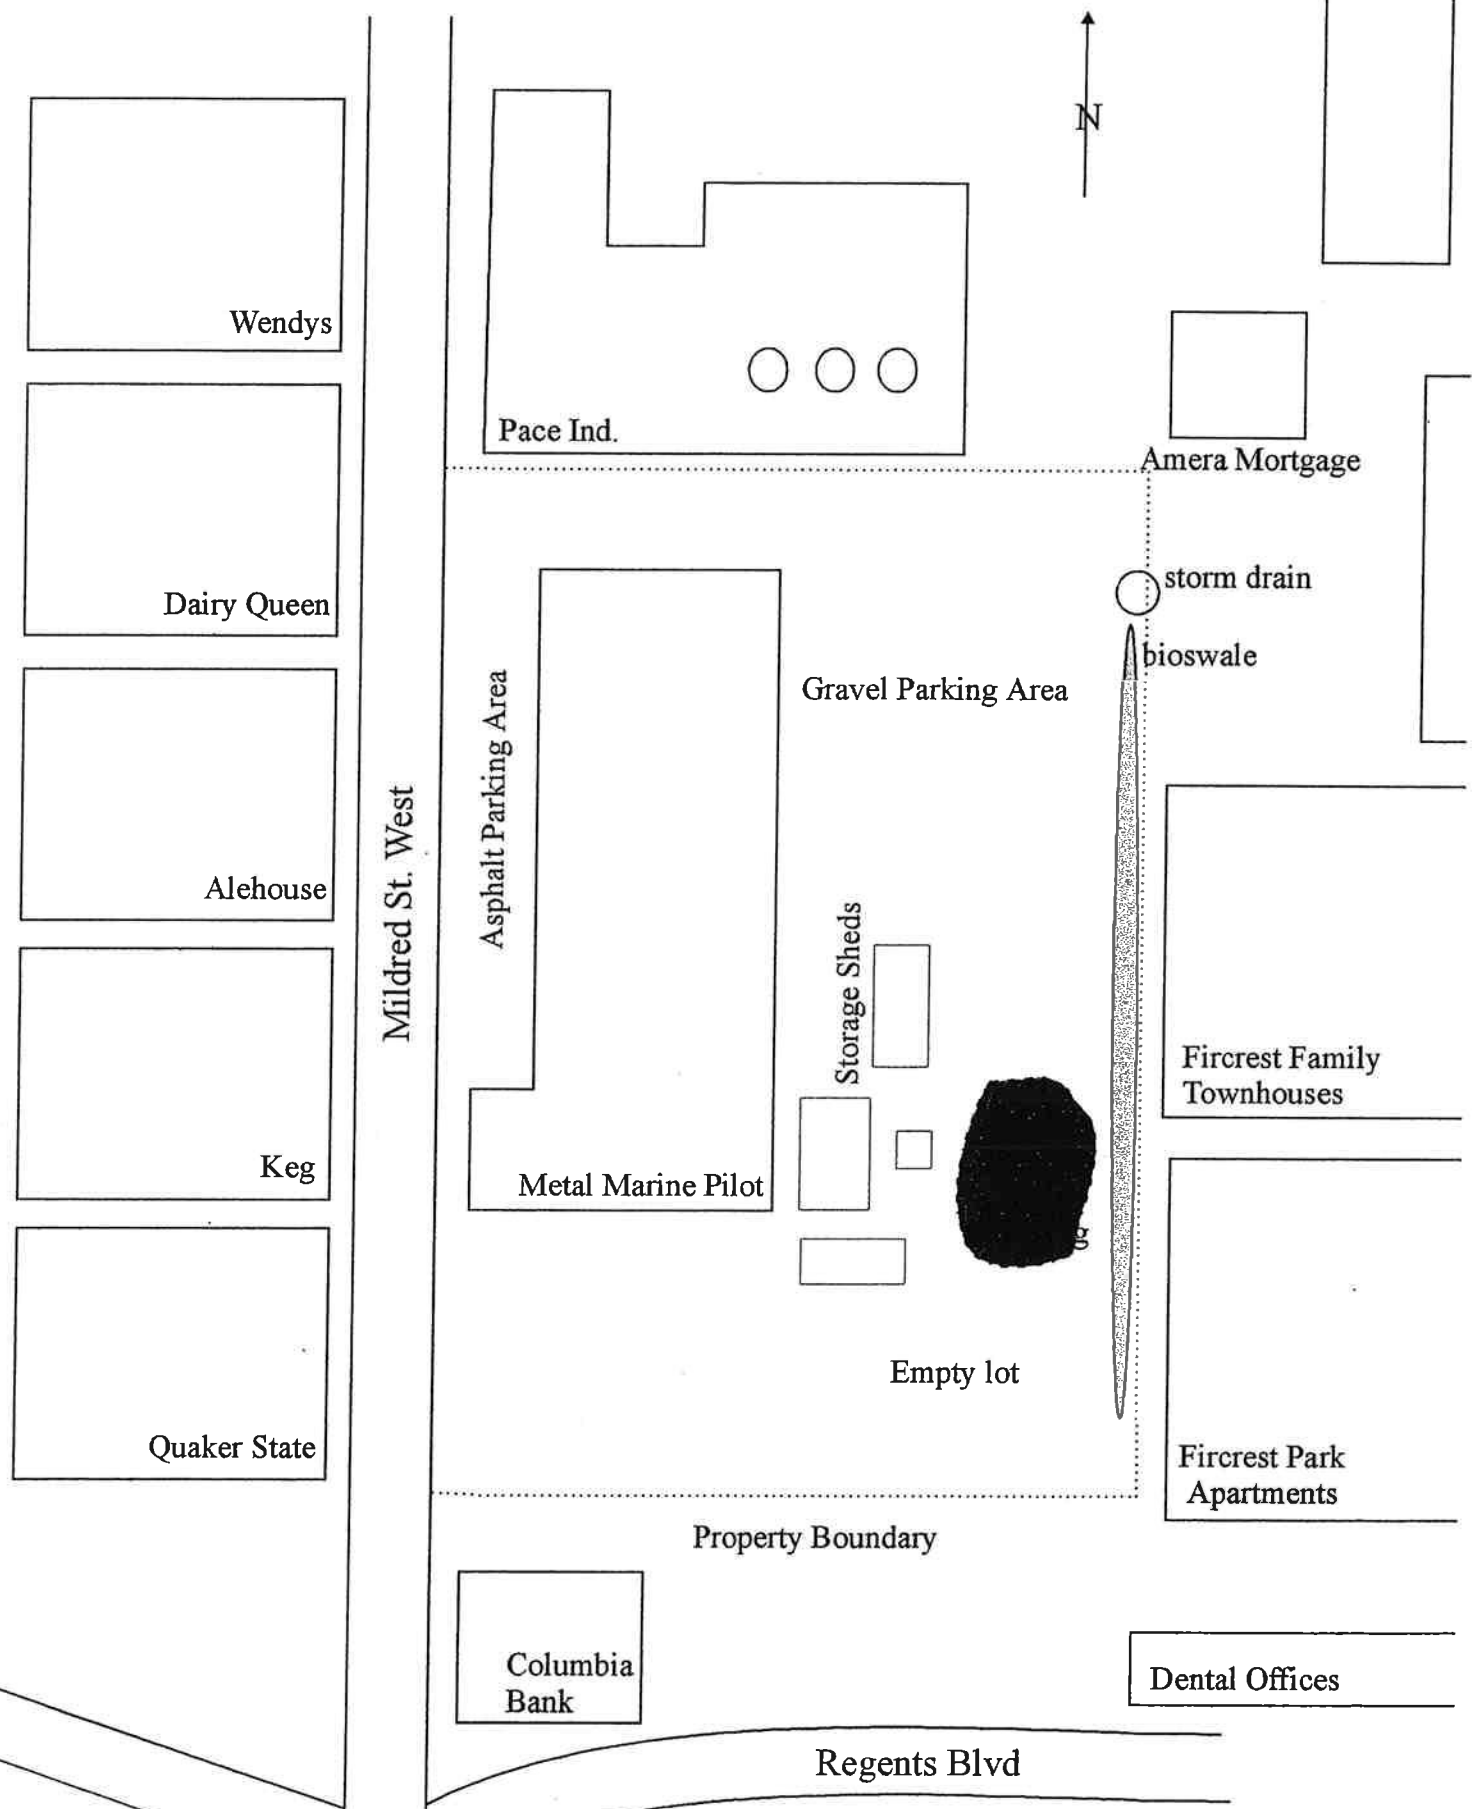 N
Wendys
Pace Ind.
Amera Mortgage
storm drain
Dairy Queen
bioswale
Gravel Parking Area
Asphalt Parking Area
Mildred St. West
Alehouse
Storage Sheds
Fircrest Family
Townhouses
Keg
Metal Marine Pilot
g
Empty lot
Quaker State
Fircrest Park
Apartments
Property Boundary
Columbia
Bank
Dental Offices
Regents Blvd